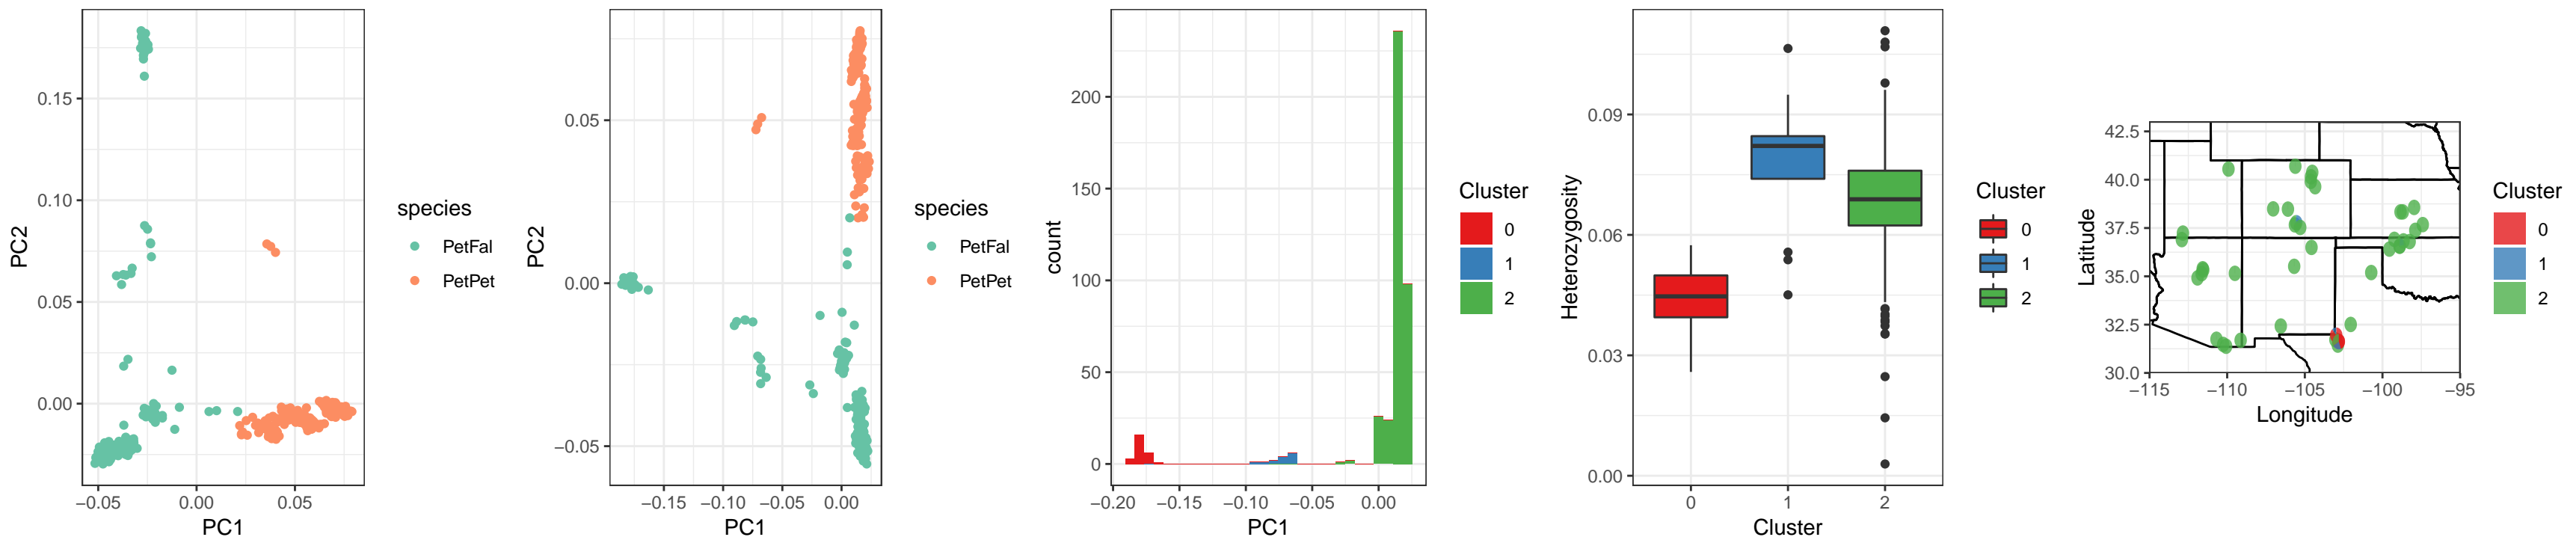 PC2
0.15
0.10
0.05
0.00
−0.05 0.00 0.05
PC1
species
PetFal
PetPet
PC2
0.05
0.00
−0.05
−0.15 −0.10 −0.05 0.00
PC1
species
PetFal
PetPet
count
200
150
100
50
0
−0.20 −0.15 −0.10 −0.05 0.00
PC1
Cluster
0
1
2
Heterozygosity
0.09
0.06
0.03
0.00
0 1 2
Cluster
Cluster
0
1
2
Latitude
42.5
40.0
37.5
35.0
32.5
30.0
−115 −110 −105 −100 −95
Longitude
Cluster
0
1
2